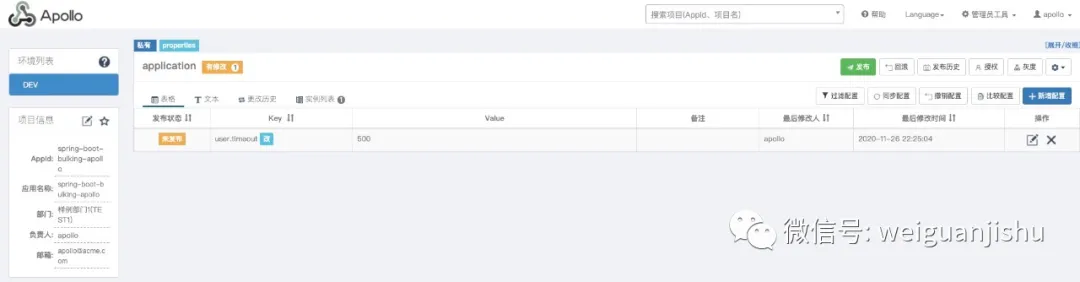 Apollo
搜索项目(AppId、项目名)
帮助
Language
管理员工具
apollo
环境列表
DEV
项目信息
AppId:
spring-boot-
bulking-apoll
o
应用名称:
spring-boot-b
ulking-apollo
部门:
样例部门1(TE
ST1)
负责人:
apollo
邮箱:
apollo@acme.c
om
私有 properties
[展开/收缩]
application 有修改 1
发布 回滚 发布历史 授权 灰度
表格 文本 更改历史 实例列表 1
过滤配置 同步配置 撤销配置 比较配置 新增配置
发布状态 Key Value 备注 最后修改人 最后修改时间 操作
未发布 user.timeout 改 500 apollo 2020-11-26 22:25:04
微信号: weiguanjishu